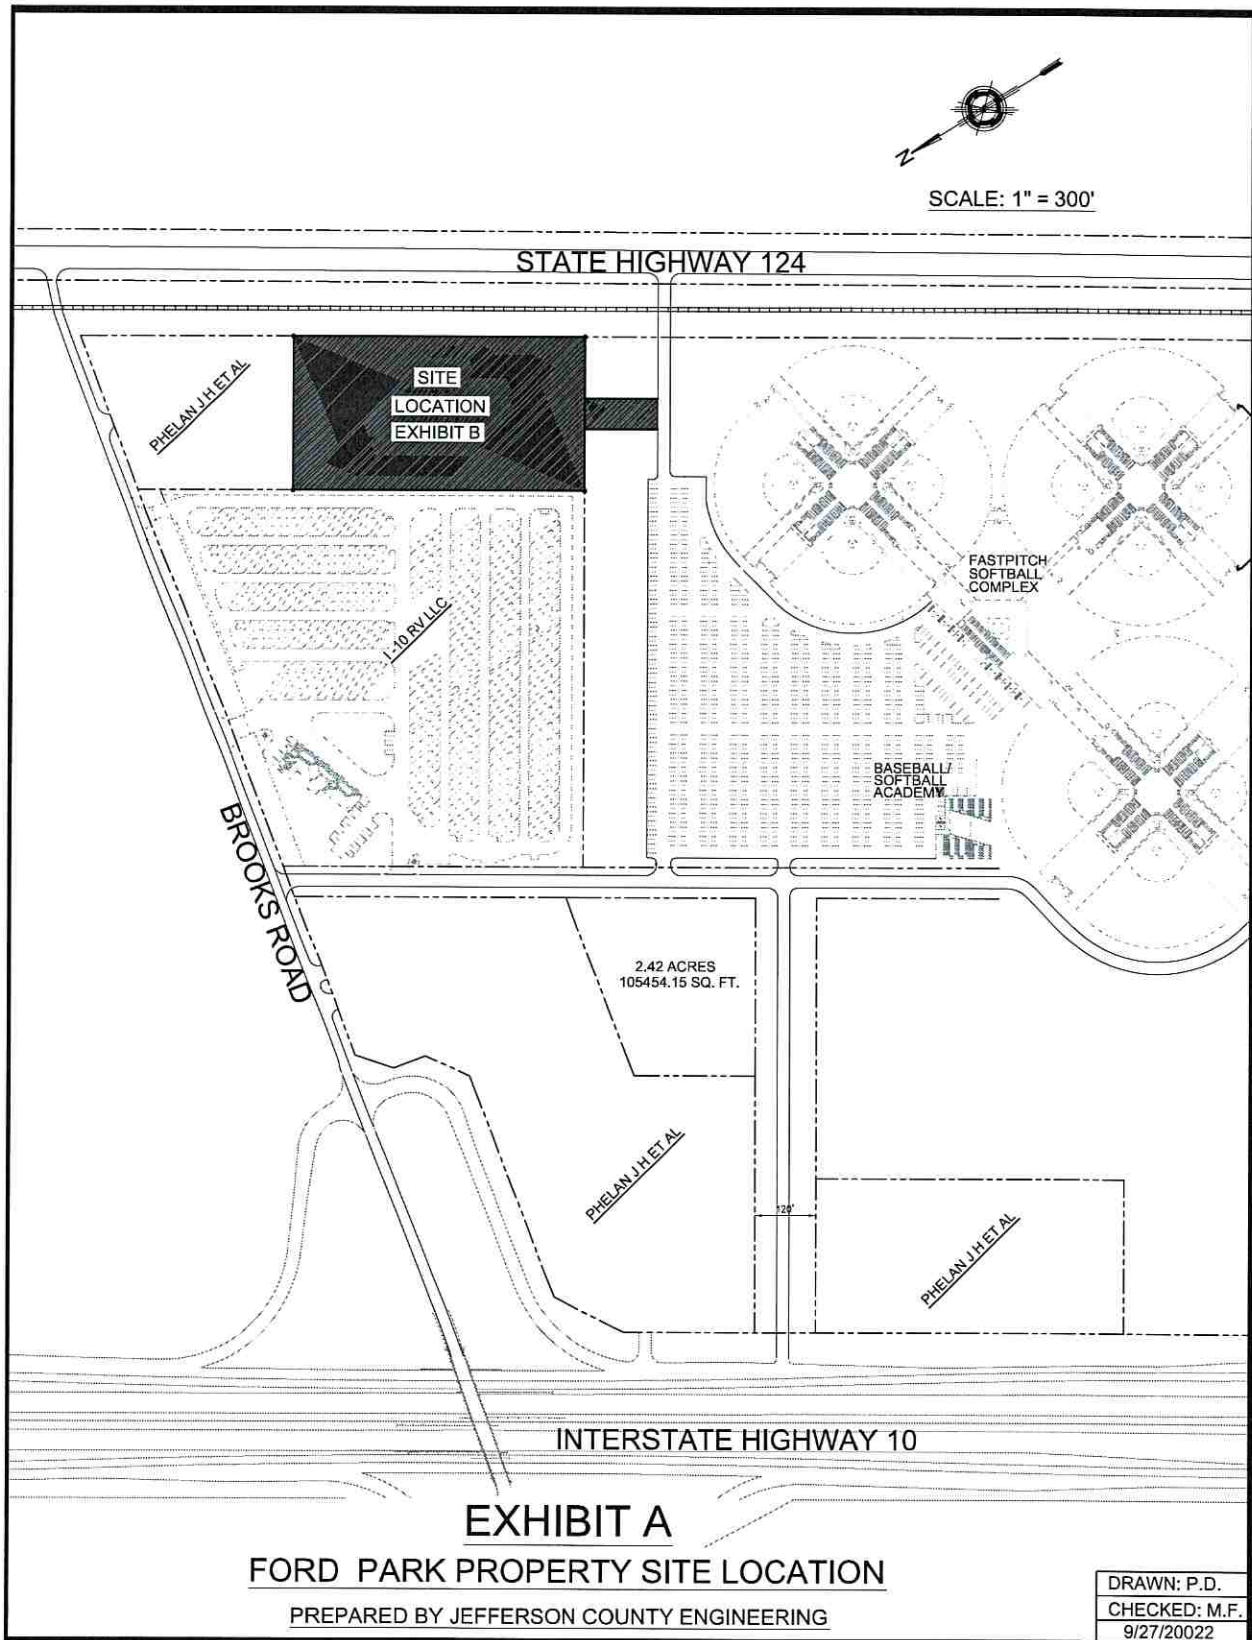 N
SCALE: 1" = 300'
STATE HIGHWAY 124
PHELAN J H ET AL
SITE
LOCATION
EXHIBIT B
I-10 RV LLC
FASTPITCH
SOFTBALL
COMPLEX
BASEBALL/
SOFTBALL
ACADEMY
BROOKS ROAD
2.42 ACRES
105454.15 SQ. FT.
PHELAN J H ET AL
120'
PHELAN J H ET AL
INTERSTATE HIGHWAY 10
EXHIBIT A
FORD PARK PROPERTY SITE LOCATION
PREPARED BY JEFFERSON COUNTY ENGINEERING
DRAWN: P.D.
CHECKED: M.F.
9/27/20022